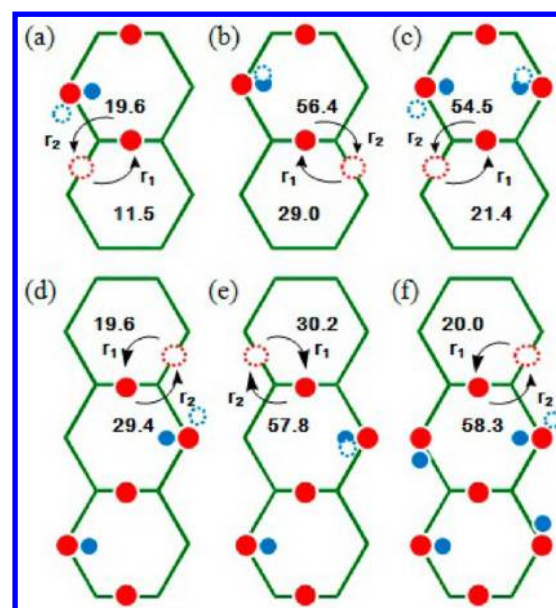 (a)
(b)
(c)
19.6
56.4
54.5
r₂
r₂
r₂
r₁
r₁
r₁
11.5
29.0
21.4
(d)
(e)
(f)
19.6
30.2
20.0
r₁
r₁
r₁
r₂
r₂
r₂
29.4
57.8
58.3